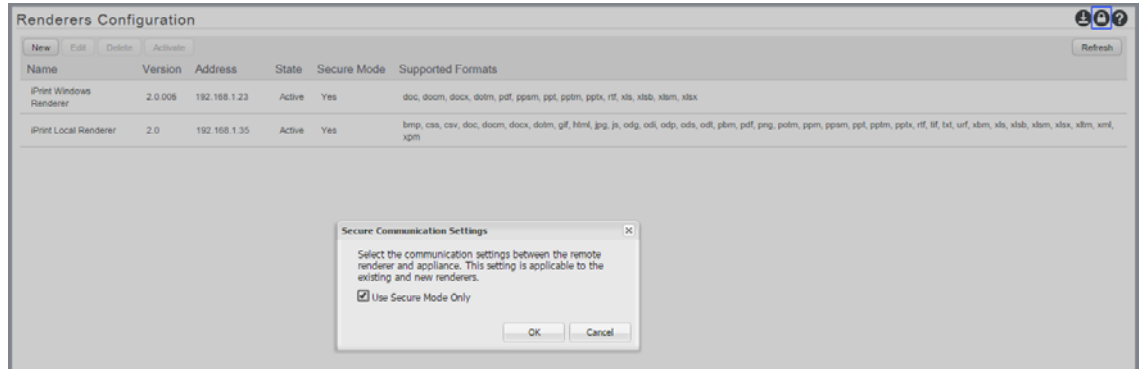 Renderers Configuration
New Edit Delete Activate Refresh
Name Version Address State Secure Mode Supported Formats
iPrint Windows
Renderer 2.0.006 192.168.1.23 Active Yes doc, docm, docx, dotm, pdf, ppsm, ppt, pptm, pptx, rtf, xls, xlsb, xlsm, xlsx
iPrint Local Renderer 2.0 192.168.1.35 Active Yes bmp, css, csv, doc, docm, docx, dotm, gif, html, jpg, js, odg, odi, odp, ods, odt, pbm, pdf, png, potm, ppm, ppsm, ppt, pptm, pptx, rtf, tif, txt, urf, xbm, xls, xlsb, xlsm, xlsx, xltm, xml,
xpm
Secure Communication Settings
Select the communication settings between the remote
renderer and appliance. This setting is applicable to the
existing and new renderers.
Use Secure Mode Only
OK Cancel